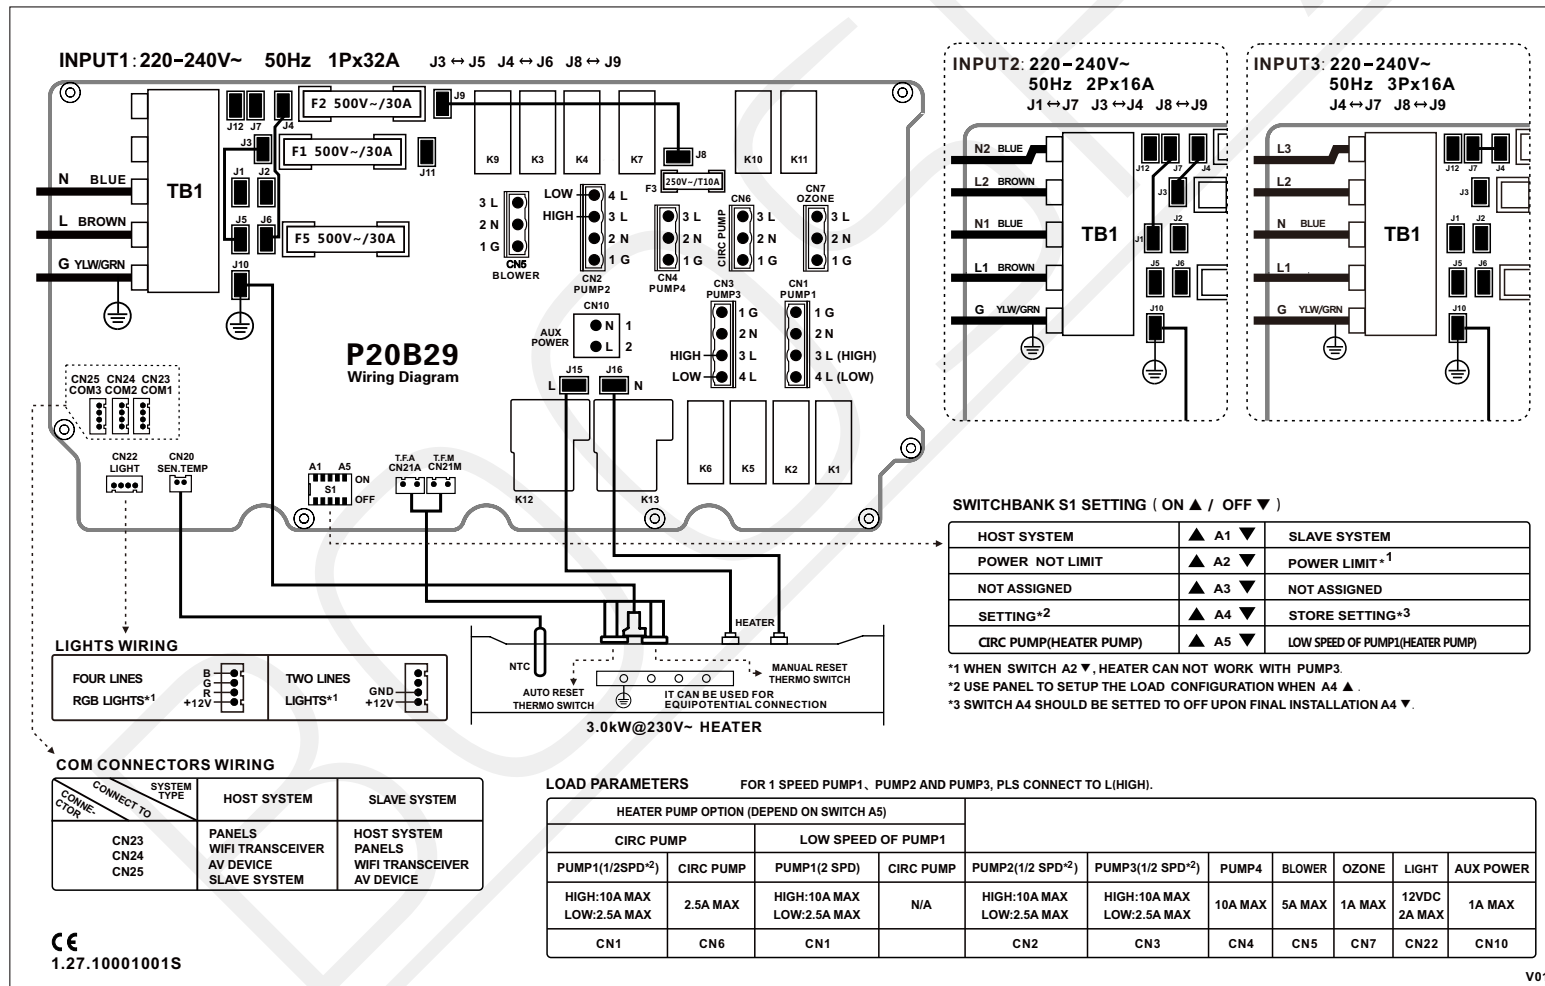 INPUT1: 220-240V~ 50Hz 1Px32A J3 ↔ J5 J4 ↔ J6 J8 ↔ J9
J12 J7 J4
F2 500V~/30A
J9
J3
F1 500V~/30A
J11
N BLUE
L BROWN
G YLW/GRN
TB1
J1 J2
J5 J6
F5 500V~/30A
J10
K9 K3 K4 K7 K10 K11
J8
F3 250V~/T10A
3 L
2 N
1 G
CN5
BLOWER
LOW 4 L
HIGH 3 L
2 N
1 G
CN2
PUMP2
3 L
2 N
1 G
CN4
PUMP4
CN6
CIRC PUMP
3 L
2 N
1 G
CN7
OZONE
3 L
2 N
1 G
CN10
AUX
POWER
N 1
L 2
CN3
PUMP3
1 G
2 N
HIGH 3 L
LOW 4 L
CN1
PUMP1
1 G
2 N
3 L (HIGH)
4 L (LOW)
P20B29
Wiring Diagram
J15 J16
L N
K12 K13 K6 K5 K2 K1
CN25 CN24 CN23
COM3 COM2 COM1
CN22
LIGHT
CN20
SEN.TEMP
A1 A5
ON
S1
OFF
T.F.A
CN21A
T.F.M
CN21M
HEATER
NTC
AUTO RESET
THERMO SWITCH
MANUAL RESET
THERMO SWITCH
IT CAN BE USED FOR
EQUIPOTENTIAL CONNECTION
3.0kW@230V~ HEATER
INPUT2: 220-240V~
50Hz 2Px16A
J1↔J7 J3↔J4 J8↔J9
N2 BLUE
L2 BROWN
N1 BLUE
L1 BROWN
G YLW/GRN
TB1
J12 J7 J4
J3
J1 J2
J5 J6
J10
INPUT3: 220-240V~
50Hz 3Px16A
J4↔J7 J8↔J9
L3
L2
N BLUE
L1
G YLW/GRN
TB1
J12 J7 J4
J3
J1 J2
J5 J6
J10
SWITCHBANK S1 SETTING ( ON ▲ / OFF ▼ )
HOST SYSTEM ▲ A1 ▼ SLAVE SYSTEM
POWER NOT LIMIT ▲ A2 ▼ POWER LIMIT*1
NOT ASSIGNED ▲ A3 ▼ NOT ASSIGNED
SETTING*2 ▲ A4 ▼ STORE SETTING*3
CIRC PUMP(HEATER PUMP) ▲ A5 ▼ LOW SPEED OF PUMP1(HEATER PUMP)
*1 WHEN SWITCH A2 ▼, HEATER CAN NOT WORK WITH PUMP3.
*2 USE PANEL TO SETUP THE LOAD CONFIGURATION WHEN A4 ▲ .
*3 SWITCH A4 SHOULD BE SETTED TO OFF UPON FINAL INSTALLATION A4 ▼.
LIGHTS WIRING
FOUR LINES
RGB LIGHTS*1
B
G
R
+12V
TWO LINES
LIGHTS*1
GND
+12V
COM CONNECTORS WIRING
CONNE-CTOR CONNECT TO SYSTEM TYPE HOST SYSTEM SLAVE SYSTEM
CN23
CN24
CN25
PANELS
WIFI TRANSCEIVER
AV DEVICE
SLAVE SYSTEM
HOST SYSTEM
PANELS
WIFI TRANSCEIVER
AV DEVICE
LOAD PARAMETERS FOR 1 SPEED PUMP1、PUMP2 AND PUMP3, PLS CONNECT TO L(HIGH).
HEATER PUMP OPTION (DEPEND ON SWITCH A5)
CIRC PUMP LOW SPEED OF PUMP1
PUMP1(1/2SPD*2) CIRC PUMP PUMP1(2 SPD) CIRC PUMP PUMP2(1/2 SPD*2) PUMP3(1/2 SPD*2) PUMP4 BLOWER OZONE LIGHT AUX POWER
HIGH:10A MAX HIGH:10A MAX HIGH:10A MAX HIGH:10A MAX 12VDC
2.5A MAX N/A 10A MAX 5A MAX 1A MAX 1A MAX
LOW:2.5A MAX LOW:2.5A MAX LOW:2.5A MAX LOW:2.5A MAX 2A MAX
CN1 CN6 CN1 CN2 CN3 CN4 CN5 CN7 CN22 CN10
CE
1.27.10001001S
V01